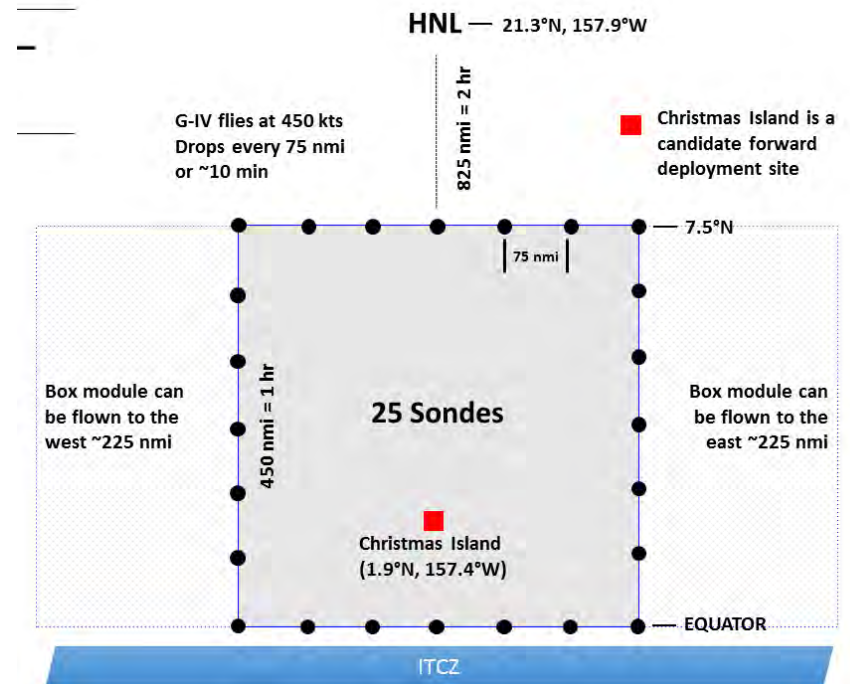 HNL — 21.3°N, 157.9°W
825 nmi = 2 hr
G-IV flies at 450 kts
Drops every 75 nmi
or ~10 min
Christmas Island is a
candidate forward
deployment site
7.5°N
75 nmi
450 nmi = 1 hr
Box module can
be flown to the
west ~225 nmi
25 Sondes
Box module can
be flown to the
east ~225 nmi
Christmas Island
(1.9°N, 157.4°W)
EQUATOR
ITCZ